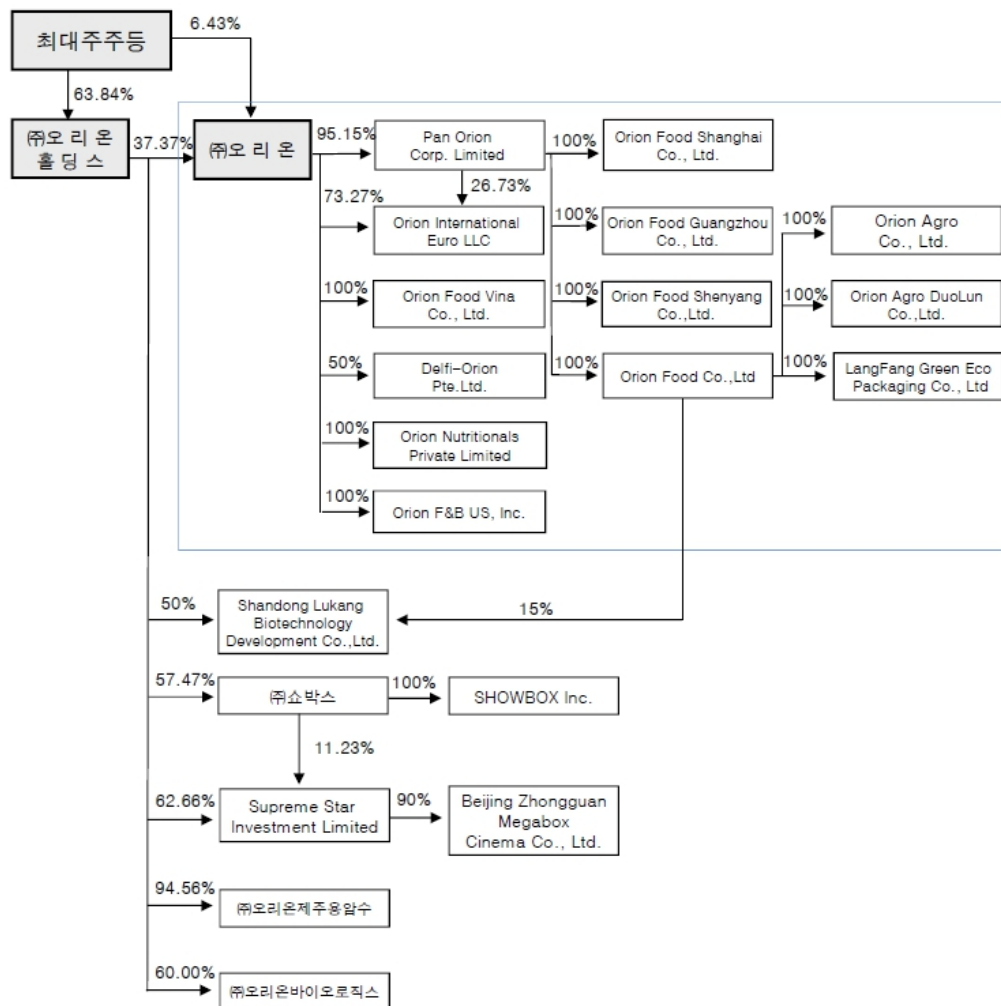 6.43%
최대주주등
63.84%
㈜오 리 온
홀 딩 스
37.37%
㈜오 리 온
95.15%
Pan Orion
Corp. Limited
100%
Orion Food Shanghai
Co., Ltd.
26.73%
73.27%
Orion International
Euro LLC
100%
Orion Food Guangzhou
Co., Ltd.
100%
Orion Agro
Co., Ltd.
100%
Orion Food Vina
Co., Ltd.
100%
Orion Food Shenyang
Co.,Ltd.
100%
Orion Agro DuoLun
Co.,Ltd.
50%
Delfi-Orion
Pte.Ltd.
100%
Orion Food Co.,Ltd
100%
LangFang Green Eco
Packaging Co., Ltd
100%
Orion Nutritionals
Private Limited
100%
Orion F&B US, Inc.
50%
Shandong Lukang
Biotechnology
Development Co.,Ltd.
15%
57.47%
㈜쇼박스
100%
SHOWBOX Inc.
11.23%
62.66%
Supreme Star
Investment Limited
90%
Beijing Zhongguan
Megabox
Cinema Co., Ltd.
94.56%
㈜오리온제주용암수
60.00%
㈜오리온바이오로직스